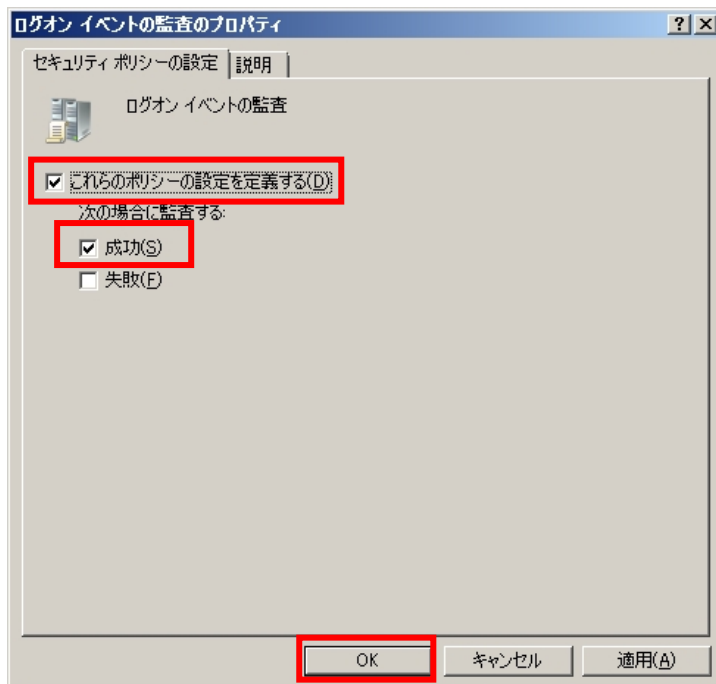 ログオン イベントの監査のプロパティ
セキュリティ ポリシーの設定 説明
ログオン イベントの監査
これらのポリシーの設定を定義する(D)
次の場合に監査する:
成功(S)
失敗(F)
OK キャンセル 適用(A)